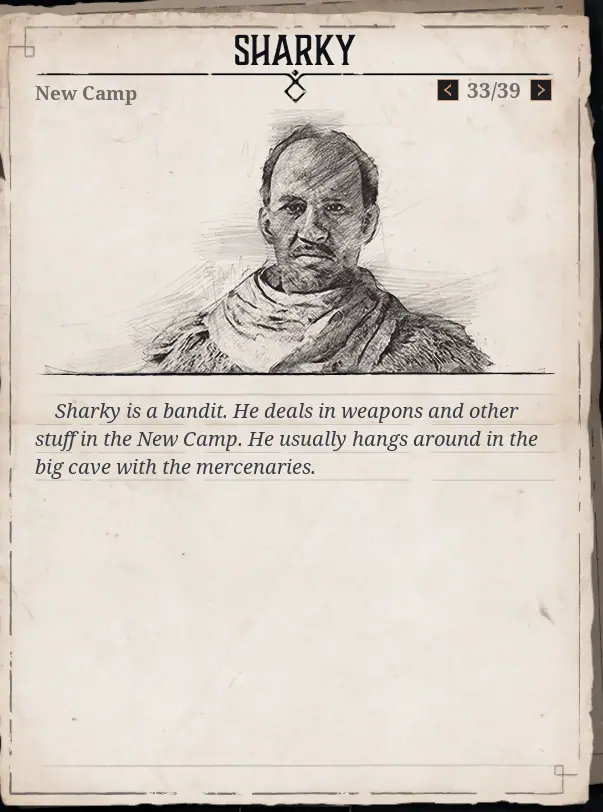 SHARKY
New Camp
33/39
Sharky is a bandit. He deals in weapons and other
stuff in the New Camp. He usually hangs around in the
big cave with the mercenaries.